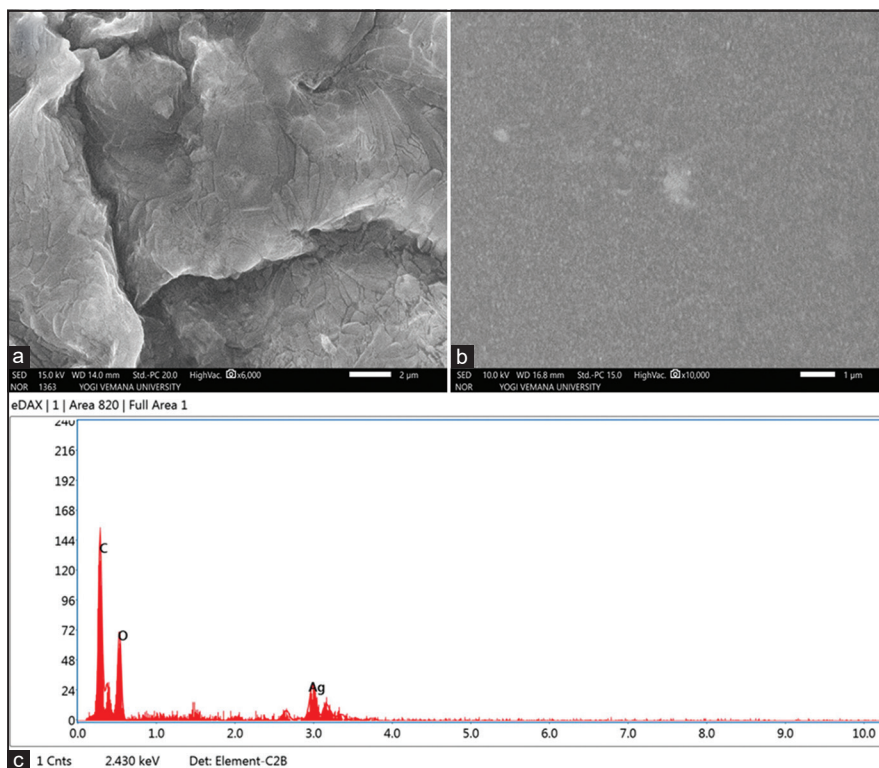 a
SED 15.0 kV WD 14.0 mm Std.-PC 20.0 HighVac. x6,000 2 µm
NOR 1363 YOGI VEMANA UNIVERSITY
b
SED 10.0 kV WD 16.8 mm Std.-PC 15.0 HighVac. x10,000 1 µm
NOR YOGI VEMANA UNIVERSITY
eDAX | 1 | Area 820 | Full Area 1
240
216
192
168
144
120
96
72
48
24
0
C
O
Ag
0.0 1.0 2.0 3.0 4.0 5.0 6.0 7.0 8.0 9.0 10.0
c 1 Cnts 2.430 keV Det: Element-C2B